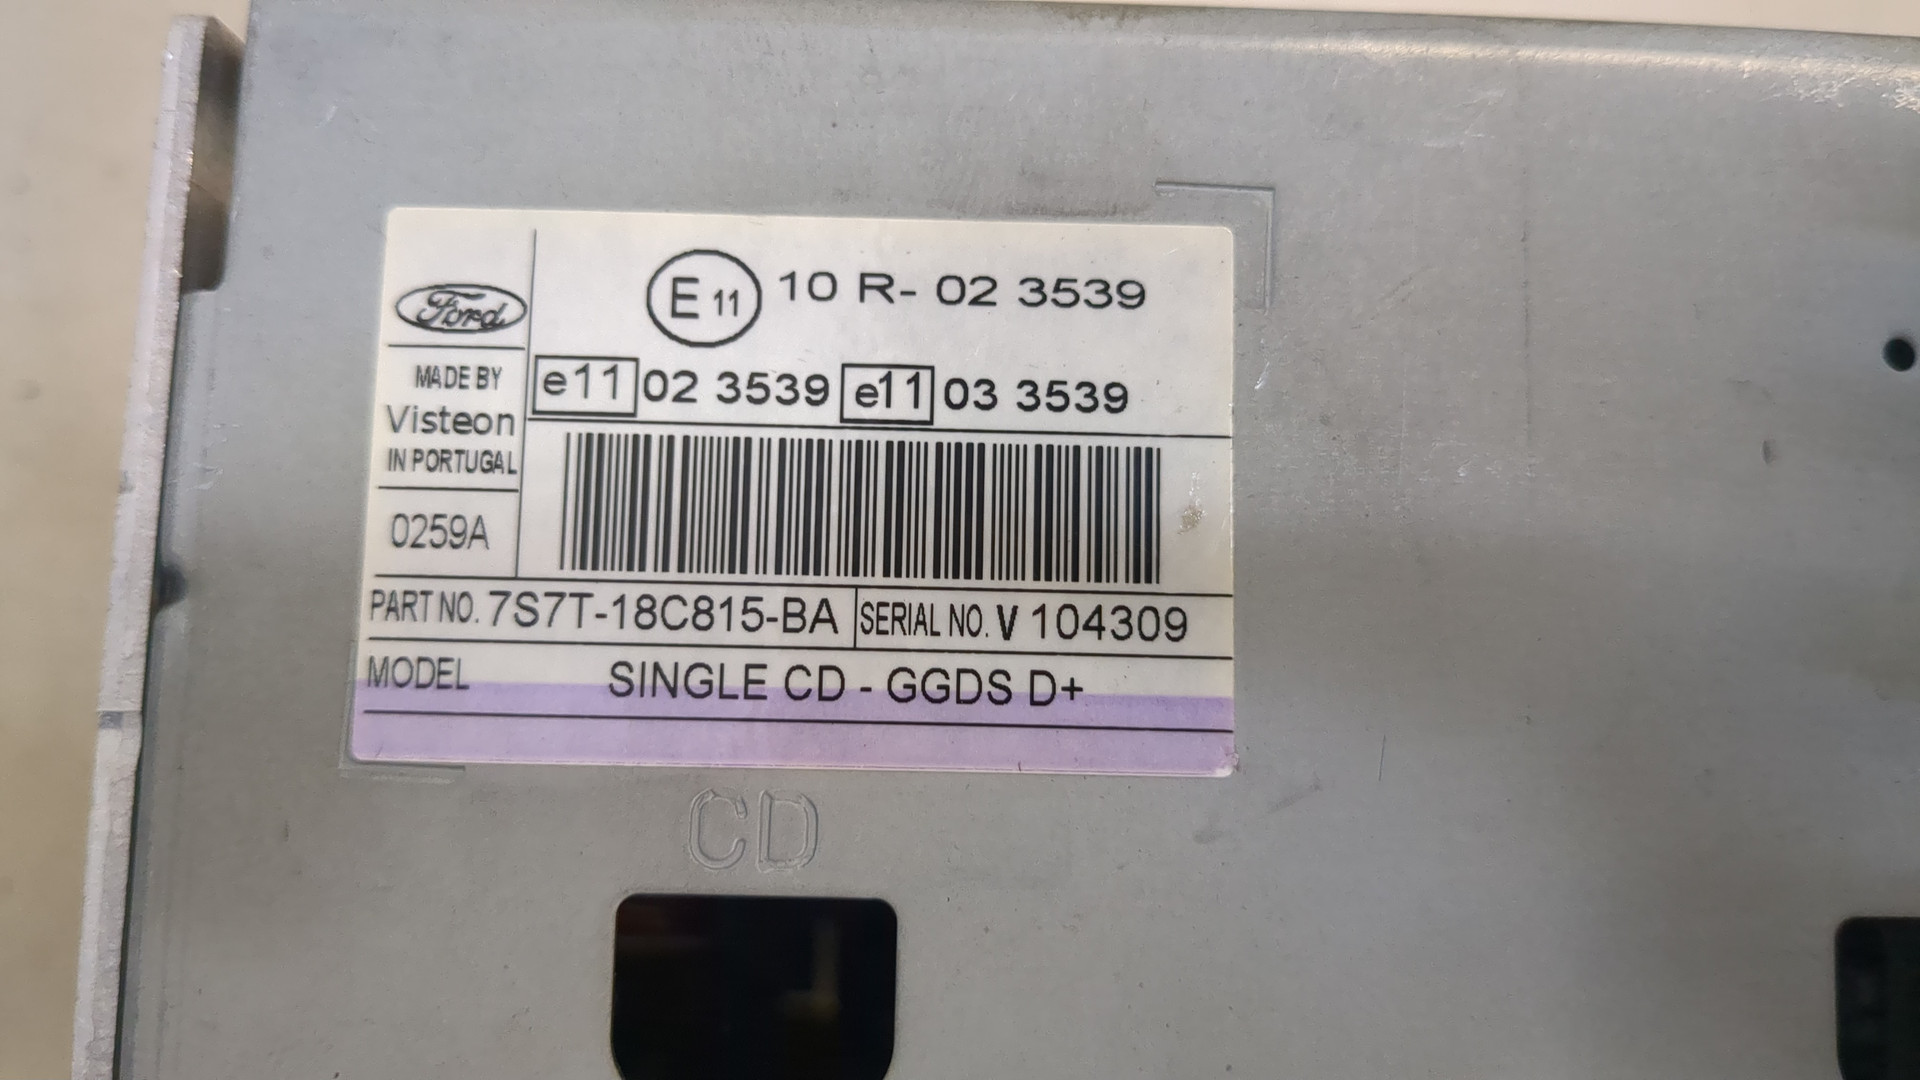 Ford
E 11 10 R- 02 3539
MADE BY
Visteon
IN PORTUGAL
e11 02 3539 e11 03 3539
0259A
PART NO. 7S7T-18C815-BA SERIAL NO. V 104309
MODEL SINGLE CD - GGDS D+
CD